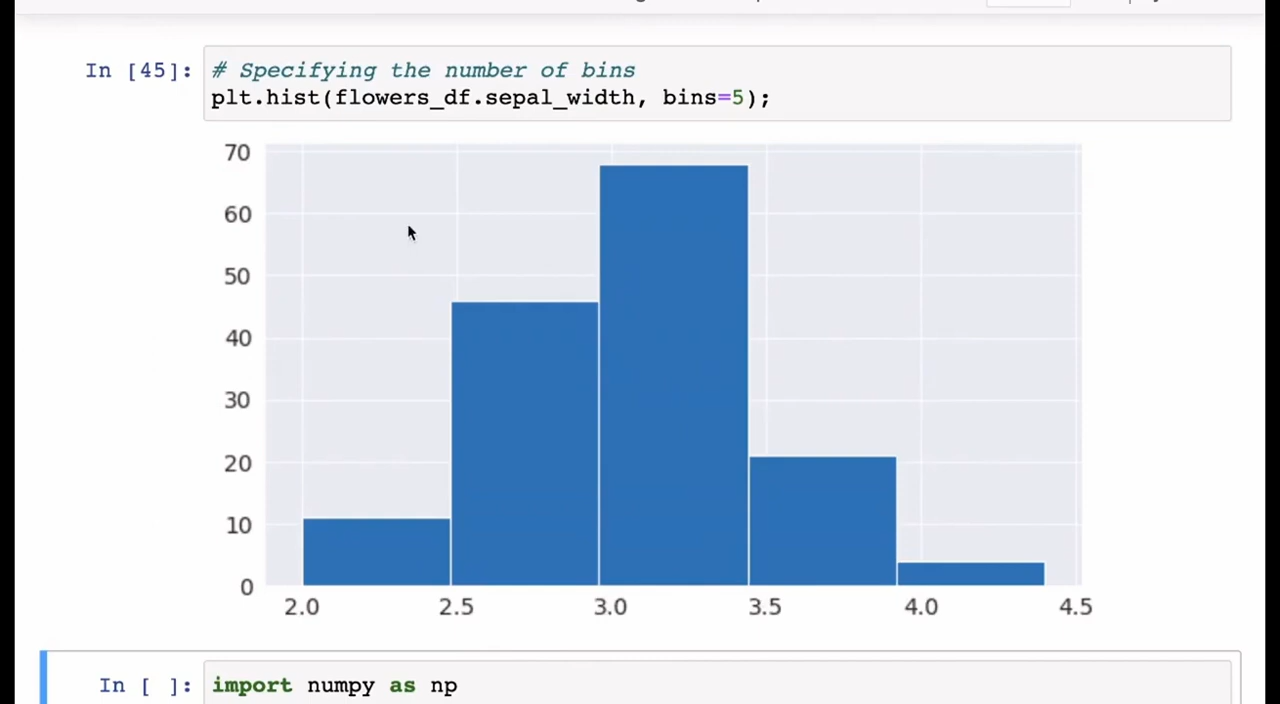 In [45]: # Specifying the number of bins
plt.hist(flowers_df.sepal_width, bins=5);
70
60
50
40
30
20
10
0
2.0 2.5 3.0 3.5 4.0 4.5
In [ ]: import numpy as np